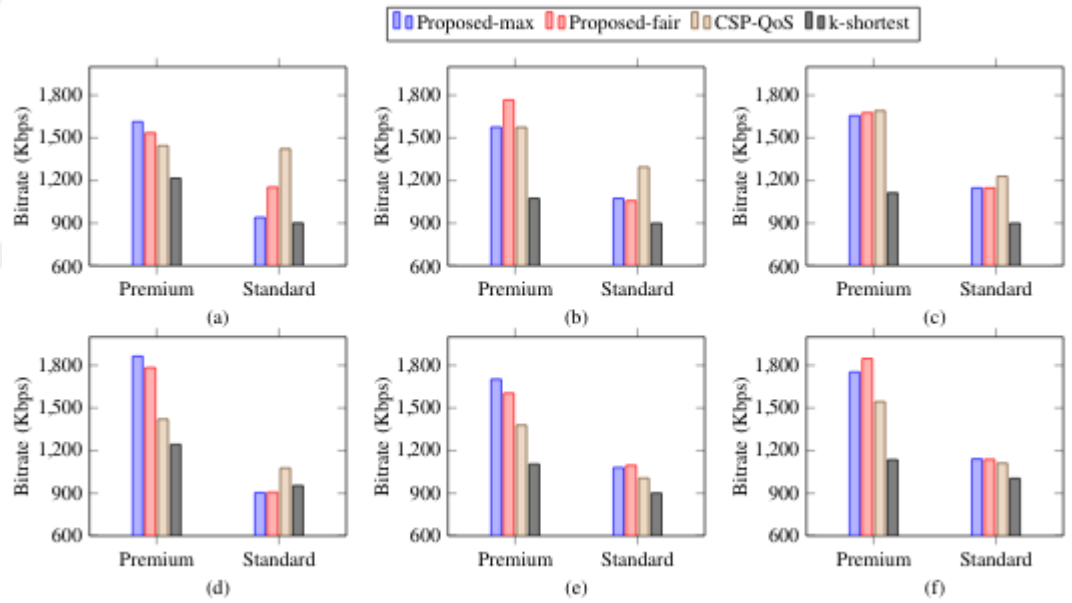 Proposed-max Proposed-fair CSP-QoS k-shortest
Bitrate (Kbps)
1,800
1,500
1,200
900
600
Premium Standard
(a)
Bitrate (Kbps)
1,800
1,500
1,200
900
600
Premium Standard
(b)
Bitrate (Kbps)
1,800
1,500
1,200
900
600
Premium Standard
(c)
Bitrate (Kbps)
1,800
1,500
1,200
900
600
Premium Standard
(d)
Bitrate (Kbps)
1,800
1,500
1,200
900
600
Premium Standard
(e)
Bitrate (Kbps)
1,800
1,500
1,200
900
600
Premium Standard
(f)